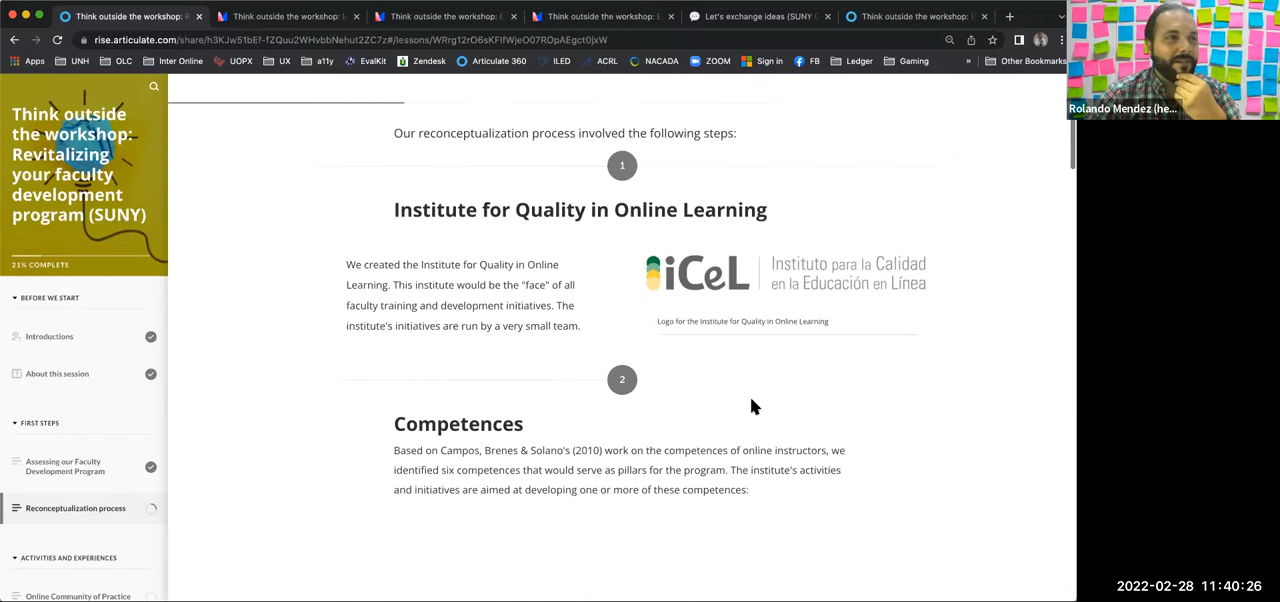 Think outside the workshop: R
Think outside the workshop: I
Think outside the workshop: E
Think outside the workshop: E
Let's exchange ideas (SUNY C
Think outside the workshop: E
rise.articulate.com/share/
Apps
UNH
OLC
Inter Online
UOPX
UX
a11y
EvalKit
Zendesk
Articulate 360
ILED
ACRL
NACADA
ZOOM
Sign in
FB
Ledger
Gaming
»
Other Bookmarks
Rolando Mendez (he...
Think outside
the workshop:
Revitalizing
your faculty
development
program (SUNY)
21% COMPLETE
BEFORE WE START
Introductions
About this session
FIRST STEPS
Assessing our Faculty
Development Program
Reconceptualization process
ACTIVITIES AND EXPERIENCES
Online Community of Practice
Our reconceptualization process involved the following steps:
1
Institute for Quality in Online Learning
We created the Institute for Quality in Online
Learning. This institute would be the "face" of all
faculty training and development initiatives. The
institute's initiatives are run by a very small team.
iCeL
Instituto para la Calidad
en la Educación en Línea
Logo for the Institute for Quality in Online Learning
2
Competences
Based on Campos, Brenes & Solano's (2010) work on the competences of online instructors, we
identified six competences that would serve as pillars for the program. The institute's activities
and initiatives are aimed at developing one or more of these competences:
2022-02-28 11:40:26